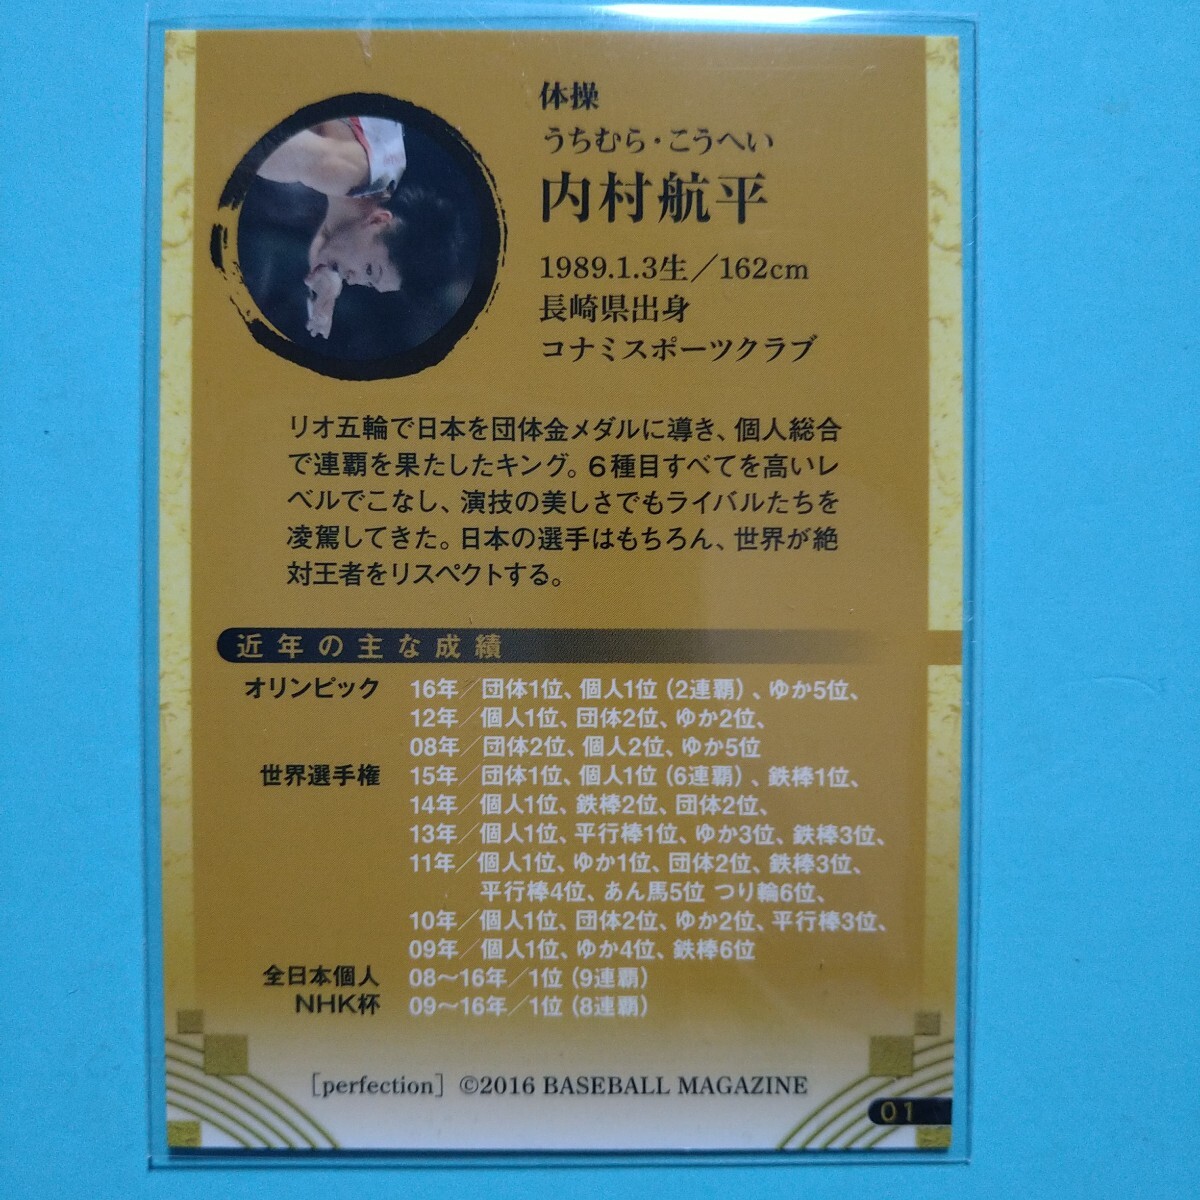 体操
うちむら・こうへい
内村航平
1989.1.3生／162cm
長崎県出身
コナミスポーツクラブ
リオ五輪で日本を団体金メダルに導き、個人総合
で連覇を果たしたキング。６種目すべてを高いレ
ベルでこなし、演技の美しさでもライバルたちを
凌駕してきた。日本の選手はもちろん、世界が絶
対王者をリスペクトする。
近年の主な成績
オリンピック 16年／団体1位、個人1位（2連覇）、ゆか5位、
12年／個人1位、団体2位、ゆか2位、
08年／団体2位、個人2位、ゆか5位
世界選手権 15年／団体1位、個人1位（6連覇）、鉄棒1位、
14年／個人1位、鉄棒2位、団体2位、
13年／個人1位、平行棒1位、ゆか3位、鉄棒3位、
11年／個人1位、ゆか1位、団体2位、鉄棒3位、
平行棒4位、あん馬5位 つり輪6位、
10年／個人1位、団体2位、ゆか2位、平行棒3位、
09年／個人1位、ゆか4位、鉄棒6位
全日本個人 08〜16年／1位（9連覇）
NHK杯 09〜16年／1位（8連覇）
［perfection］ ©2016 BASEBALL MAGAZINE
01